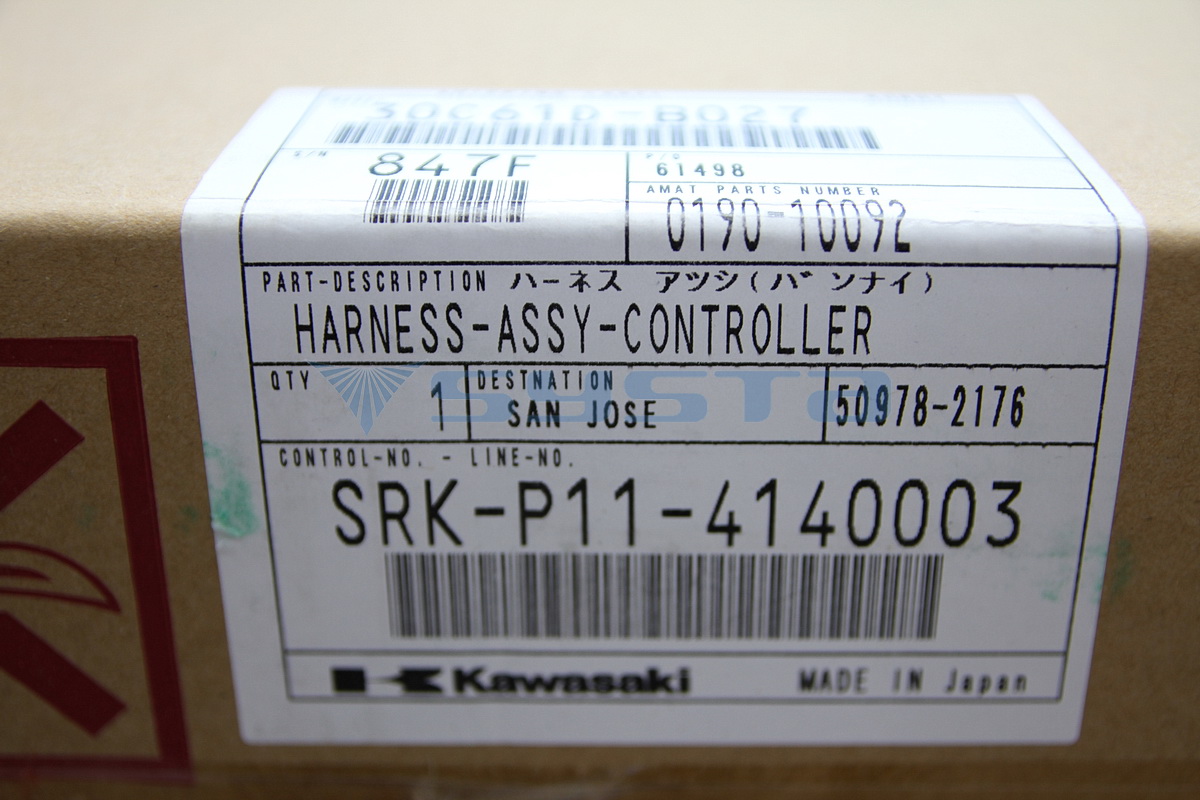 30C61D-B027
S/N
847F
P/O
61498
AMAT PARTS NUMBER
0190-10092
PART-DESCRIPTION ハーネス アツシ(バンナイ)
HARNESS-ASSY-CONTROLLER
QTY
1
DESTNATION
SAN JOSE
50978-2176
systa
CONTROL-NO. - LINE-NO.
SRK-P11-4140003
Kawasaki
MADE IN Japan